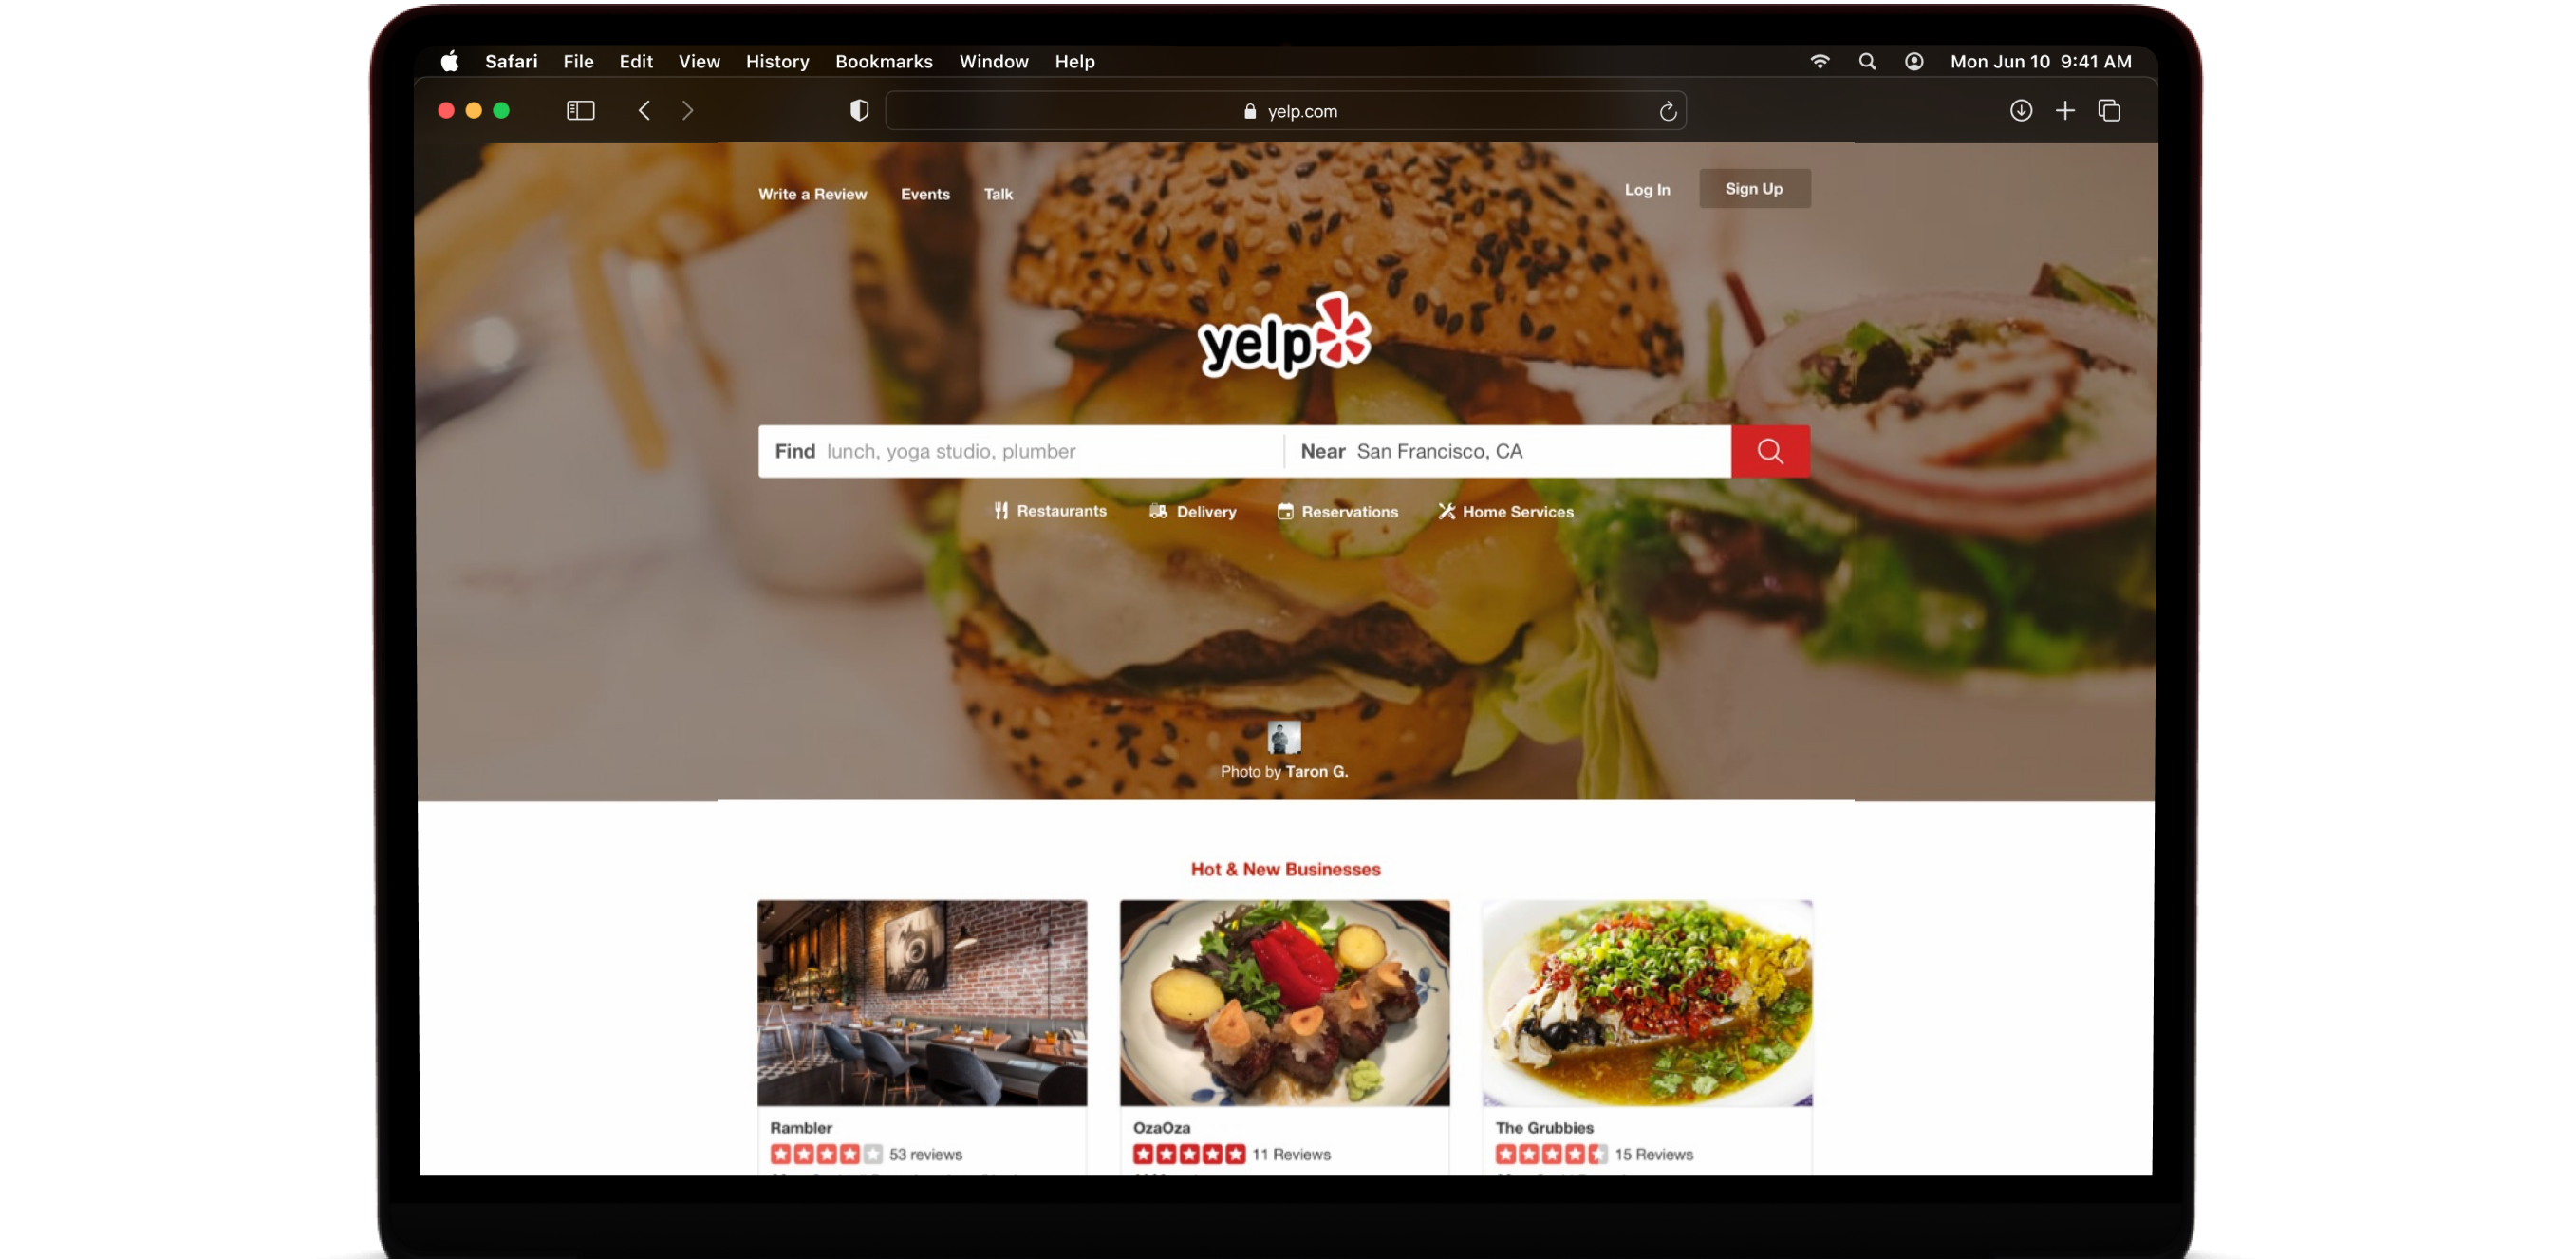 Safari File Edit View History Bookmarks Window Help Mon Jun 10 9:41 AM
yelp.com
Write a Review Events Talk Log In Sign Up
yelp
Find lunch, yoga studio, plumber Near San Francisco, CA
Restaurants Delivery Reservations Home Services
Photo by Taron G.
Hot & New Businesses
Rambler OzaOza The Grubbies
53 reviews 11 Reviews 15 Reviews